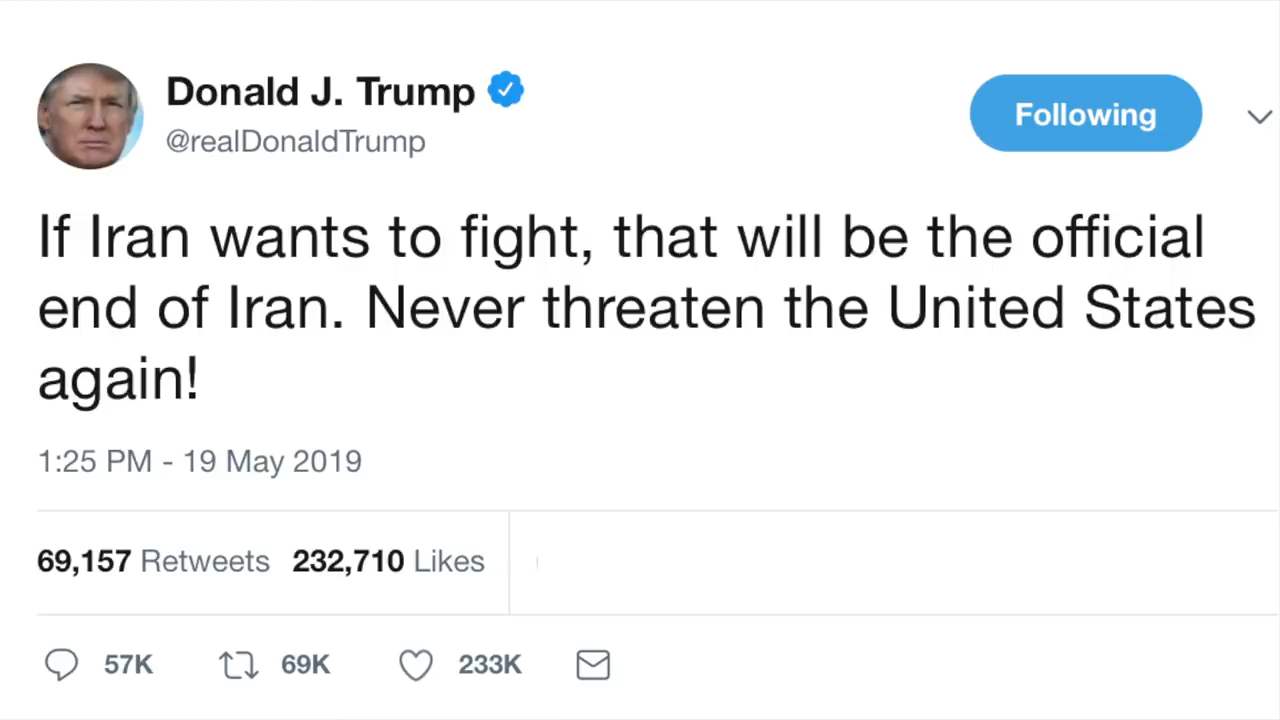 Donald J. Trump
@realDonaldTrump
Following
If Iran wants to fight, that will be the official
end of Iran. Never threaten the United States
again!
1:25 PM - 19 May 2019
69,157 Retweets 232,710 Likes
57K 69K 233K